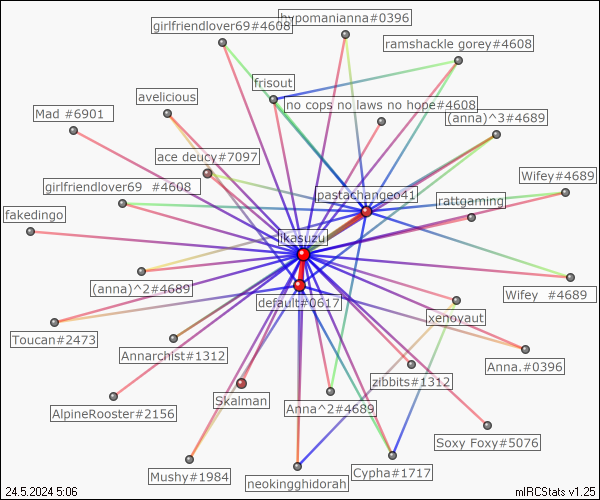 girlfriendlover69#4608
hypomanianna#0396
ramshackle gorey#4608
frisout
avelicious
no cops no laws no hope#4608
Mad #6901
(anna)^3#4689
ace deucy#7097
Wifey#4689
girlfriendlover69 #4608
pastachangeo41
rattgaming
fakedingo
ikasuzu
(anna)^2#4689
Wifey #4689
default#0617
xenoyaut
Toucan#2473
Annarchist#1312
Anna.#0396
zibbits#1312
Skalman
Anna^2#4689
AlpineRooster#2156
Soxy Foxy#5076
Mushy#1984
Cypha#1717
neokingghidorah
24.5.2024 5:06
mIRCStats v1.25